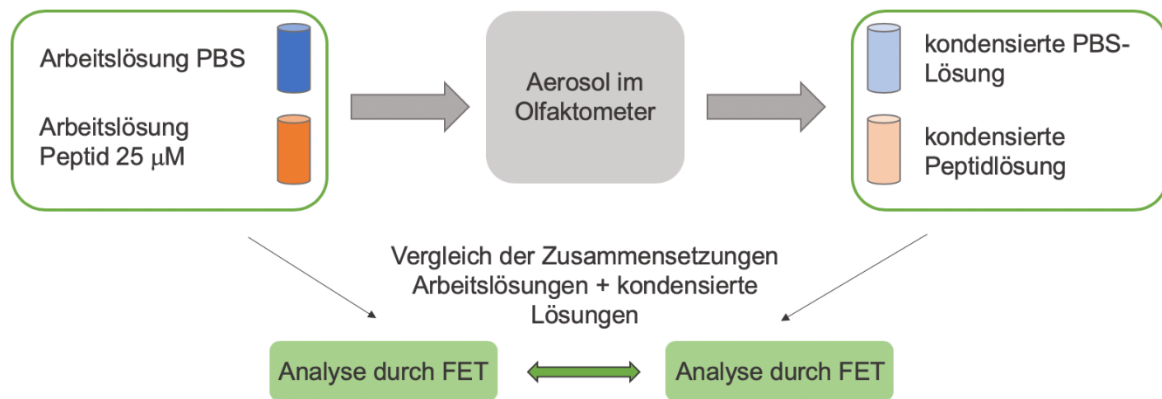 Arbeitslösung PBS
Arbeitslösung
Peptid 25 μM
Aerosol im
Olfaktometer
kondensierte PBS-
Lösung
kondensierte
Peptidlösung
Vergleich der Zusammensetzungen
Arbeitslösungen + kondensierte
Lösungen
Analyse durch FET
Analyse durch FET